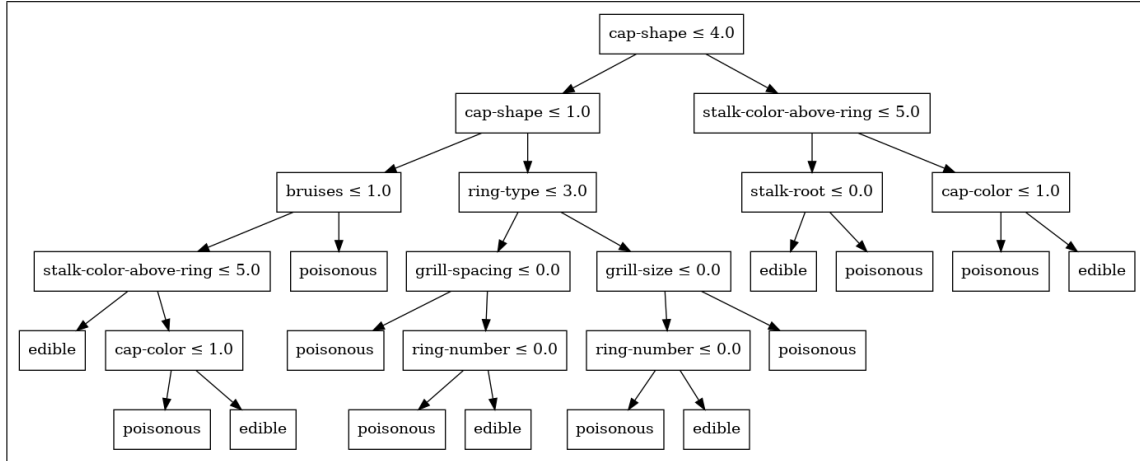 cap-shape ≤ 4.0
cap-shape ≤ 1.0
stalk-color-above-ring ≤ 5.0
bruises ≤ 1.0
ring-type ≤ 3.0
stalk-root ≤ 0.0
cap-color ≤ 1.0
stalk-color-above-ring ≤ 5.0
poisonous
grill-spacing ≤ 0.0
grill-size ≤ 0.0
edible
poisonous
poisonous
edible
edible
cap-color ≤ 1.0
poisonous
ring-number ≤ 0.0
ring-number ≤ 0.0
poisonous
poisonous
edible
poisonous
edible
poisonous
edible